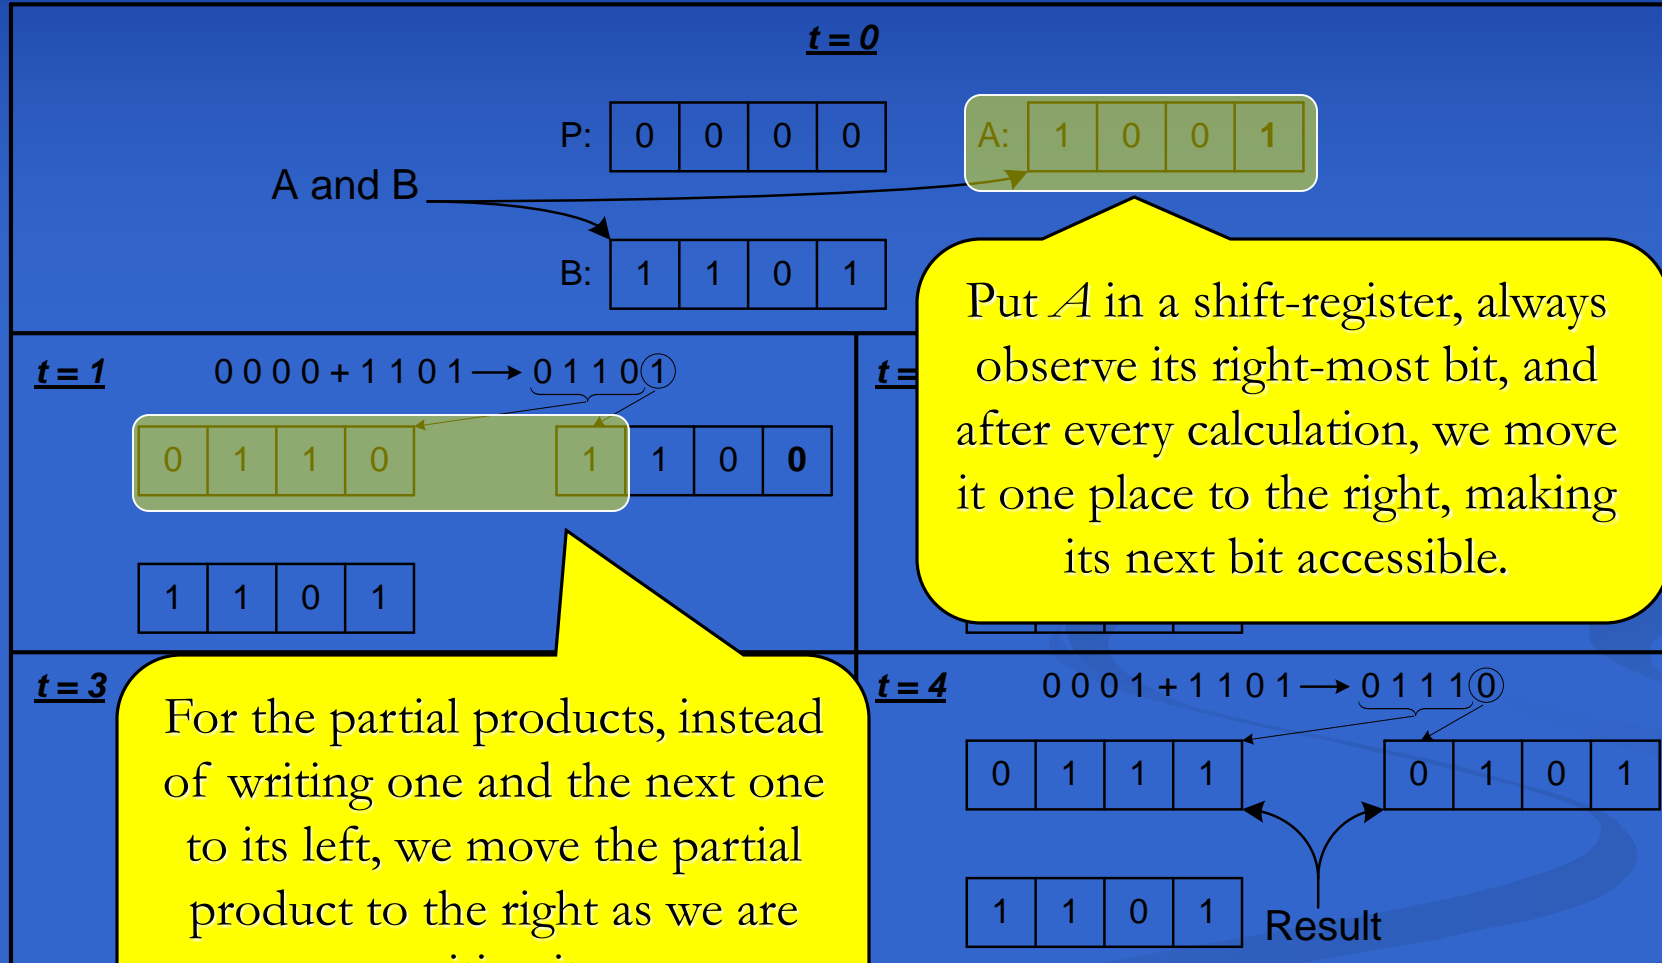 t = 0
P: 0 0 0 0
A: 1 0 0 1
A and B
B: 1 1 0 1
Put A in a shift-register, always
observe its right-most bit, and
after every calculation, we move
it one place to the right, making
its next bit accessible.
t = 1
0 0 0 0 + 1 1 0 1 → 0 1 1 0 1
0 1 1 0 1 1 0 0
1 1 0 1
t =
t = 3
For the partial products, instead
of writing one and the next one
to its left, we move the partial
product to the right as we are
t = 4
0 0 0 1 + 1 1 0 1 → 0 1 1 1 0
0 1 1 1 0 1 0 1
1 1 0 1
Result